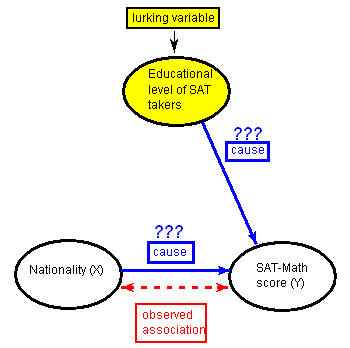 lurking variable
Educational
level of SAT
takers
???
cause
???
cause
Nationality (X)
SAT-Math
score (Y)
observed
association